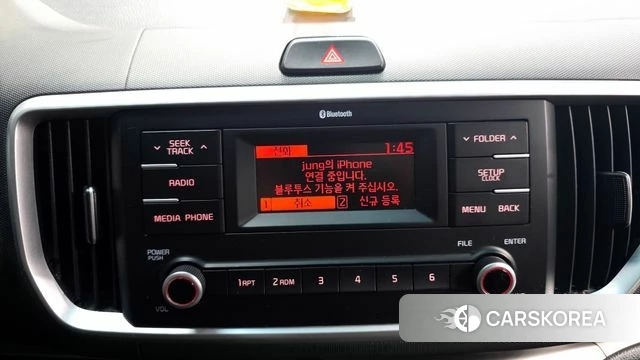 Bluetooth
SEEK
TRACK
RADIO
MEDIA PHONE
전화 1:45
jung의 iPhone
연결 중입니다.
블루투스 기능을 켜 주십시오.
1 취소 2 신규 등록
FOLDER
SETUP
CLOCK
MENU BACK
POWER
PUSH
VOL
1 RPT 2 RDM 3 4 5 6
FILE ENTER
CARSKOREA